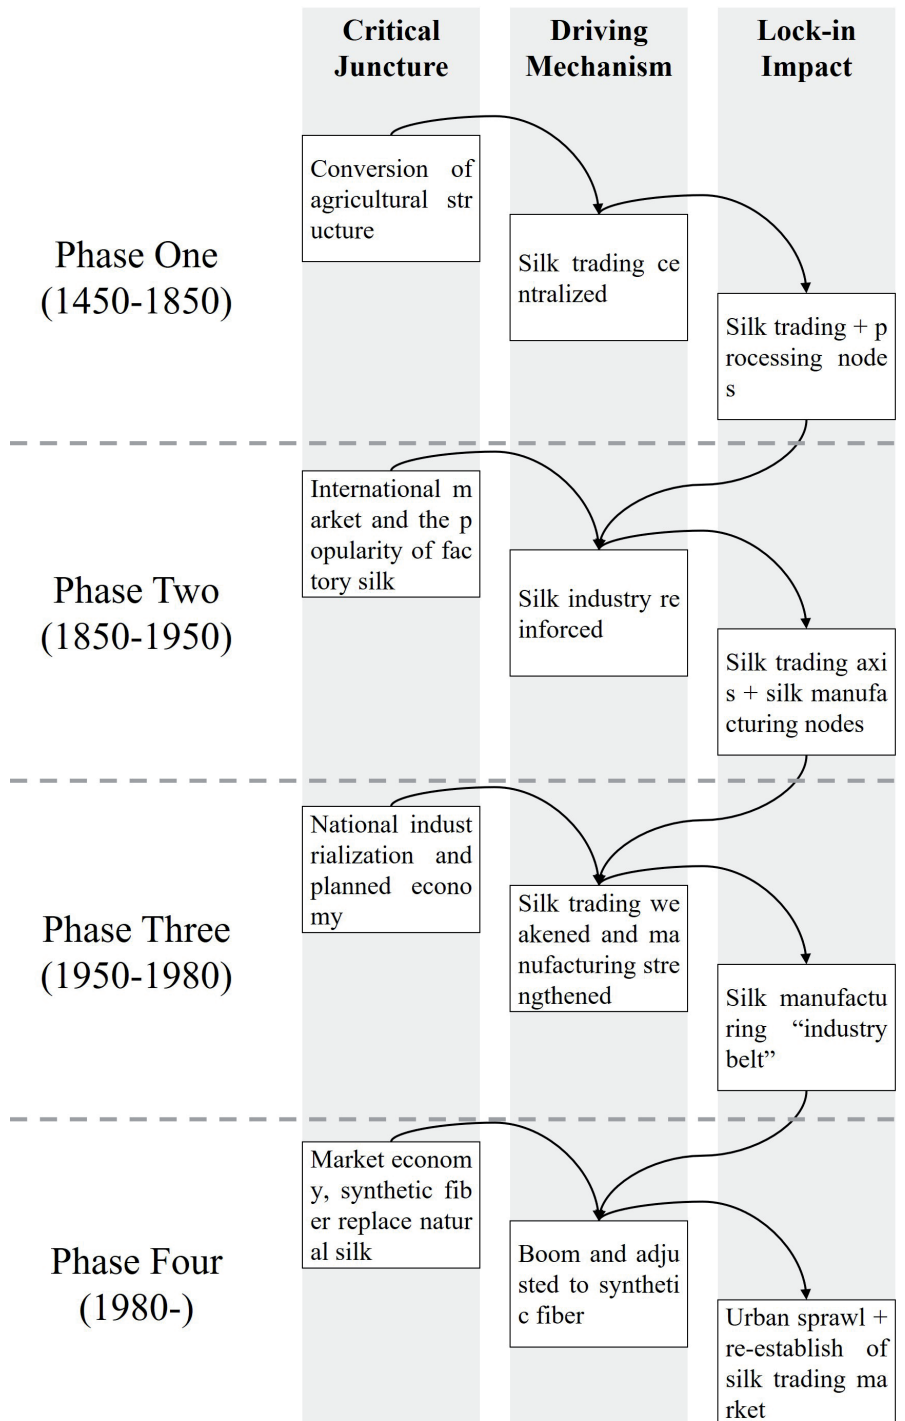 Critical
Juncture
Driving
Mechanism
Lock-in
Impact
Phase One
(1450-1850)
Conversion of
agricultural str
ucture
Silk trading ce
ntralized
Silk trading + p
rocessing node
s
Phase Two
(1850-1950)
International m
arket and the p
opularity of fac
tory silk
Silk industry re
inforced
Silk trading axi
s + silk manufa
cturing nodes
Phase Three
(1950-1980)
National indust
rialization and
planned econo
my
Silk trading we
akened and ma
nufacturing stre
ngthened
Silk manufactu
ring “industry
belt”
Phase Four
(1980-)
Market econom
y, synthetic fib
er replace natur
al silk
Boom and adju
sted to syntheti
c fiber
Urban sprawl +
re-establish of
silk trading ma
rket